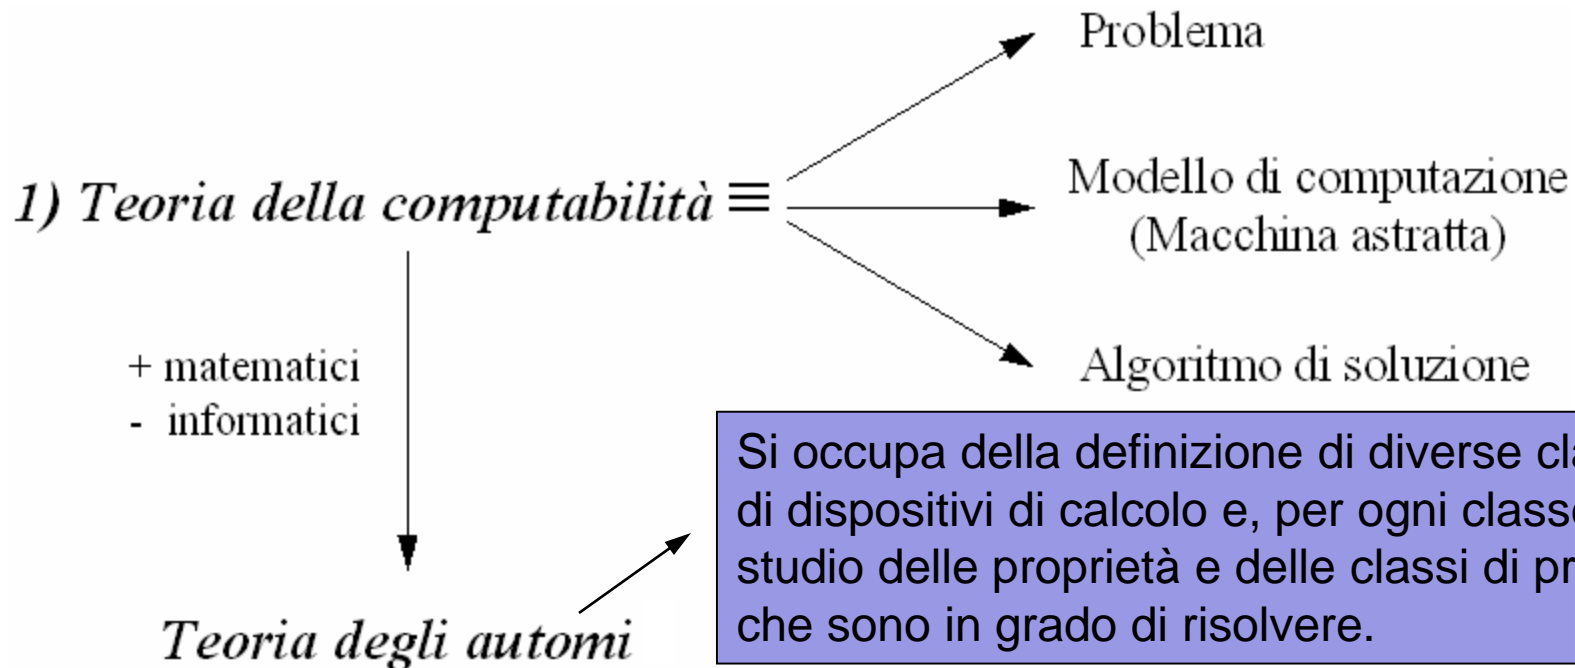 Problema
1) Teoria della computabilità ≡
Modello di computazione
(Macchina astratta)
+ matematici
- informatici
Algoritmo di soluzione
Si occupa della definizione di diverse
di dispositivi di calcolo e, per ogni
studio delle proprietà e delle classi di
che sono in grado di risolvere.
Teoria degli automi